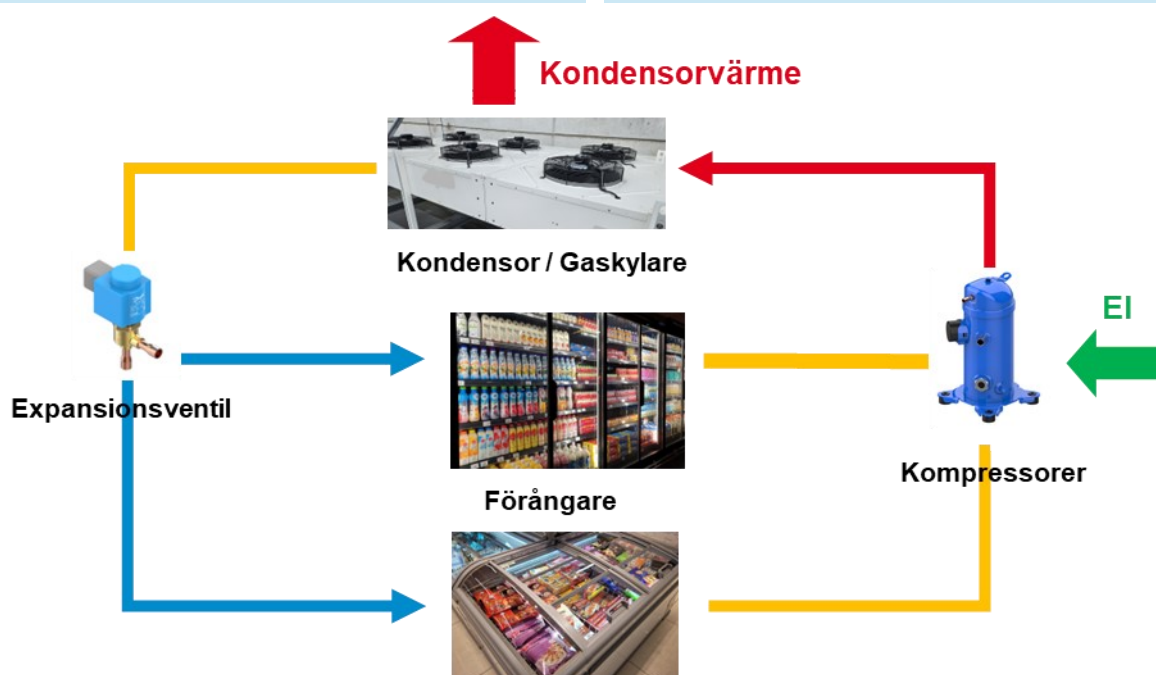 Kondensorvärme
Kondensor / Gaskylare
El
Expansionsventil
Kompressorer
Förångare